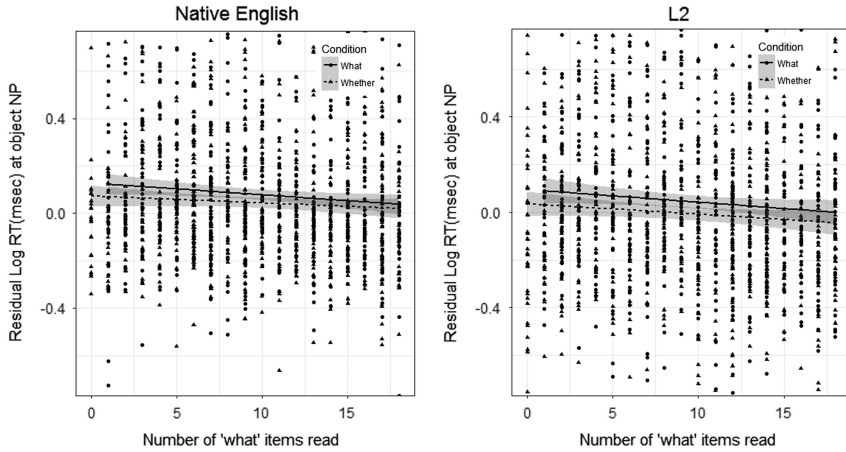 Native English
Residual Log RT(msec) at object NP
0.4
0.0
-0.4
Condition
What
Whether
0
5
10
15
Number of 'what' items read
L2
Residual Log RT(msec) at object NP
0.4
0.0
-0.4
Condition
What
Whether
0
5
10
15
Number of 'what' items read